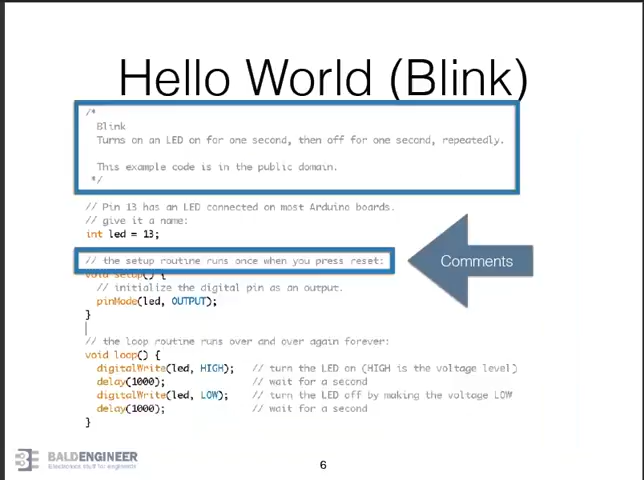 Hello World (Blink)
/*
Blink
Turns on an LED on for one second, then off for one second, repeatedly.
This example code is in the public domain.
*/
// Pin 13 has an LED connected on most Arduino boards.
// give it a name:
int led = 13;
// the setup routine runs once when you press reset:
Comments
void setup() {
// initialize the digital pin as an output.
pinMode(led, OUTPUT);
}
// the loop routine runs over and over again forever:
void loop() {
digitalWrite(led, HIGH); // turn the LED on (HIGH is the voltage level)
delay(1000); // wait for a second
digitalWrite(led, LOW); // turn the LED off by making the voltage LOW
delay(1000); // wait for a second
}
BALDENGINEER
Electronics stuff for engineers
6